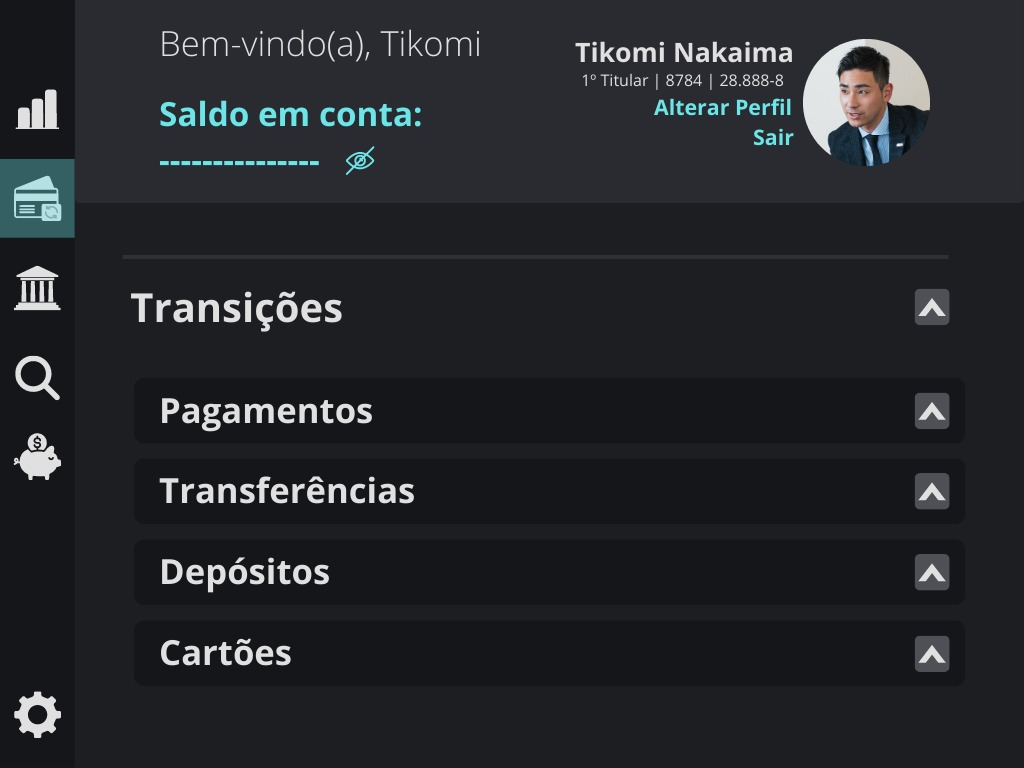 Bem-vindo(a), Tikomi
Saldo em conta:
---------------
Tikomi Nakaima
1º Titular | 8784 | 28.888-8
Alterar Perfil
Sair
$
Transições
Pagamentos
Transferências
Depósitos
Cartões